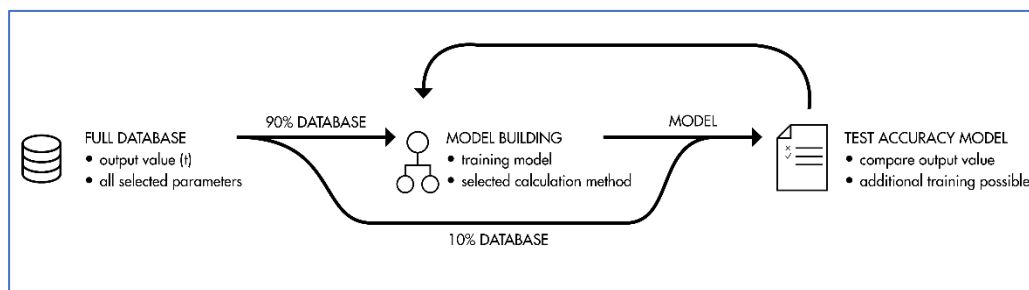 90% DATABASE
MODEL
FULL DATABASE
• output value (t)
• all selected parameters
MODEL BUILDING
• training model
• selected calculation method
TEST ACCURACY MODEL
• compare output value
• additional training possible
10% DATABASE